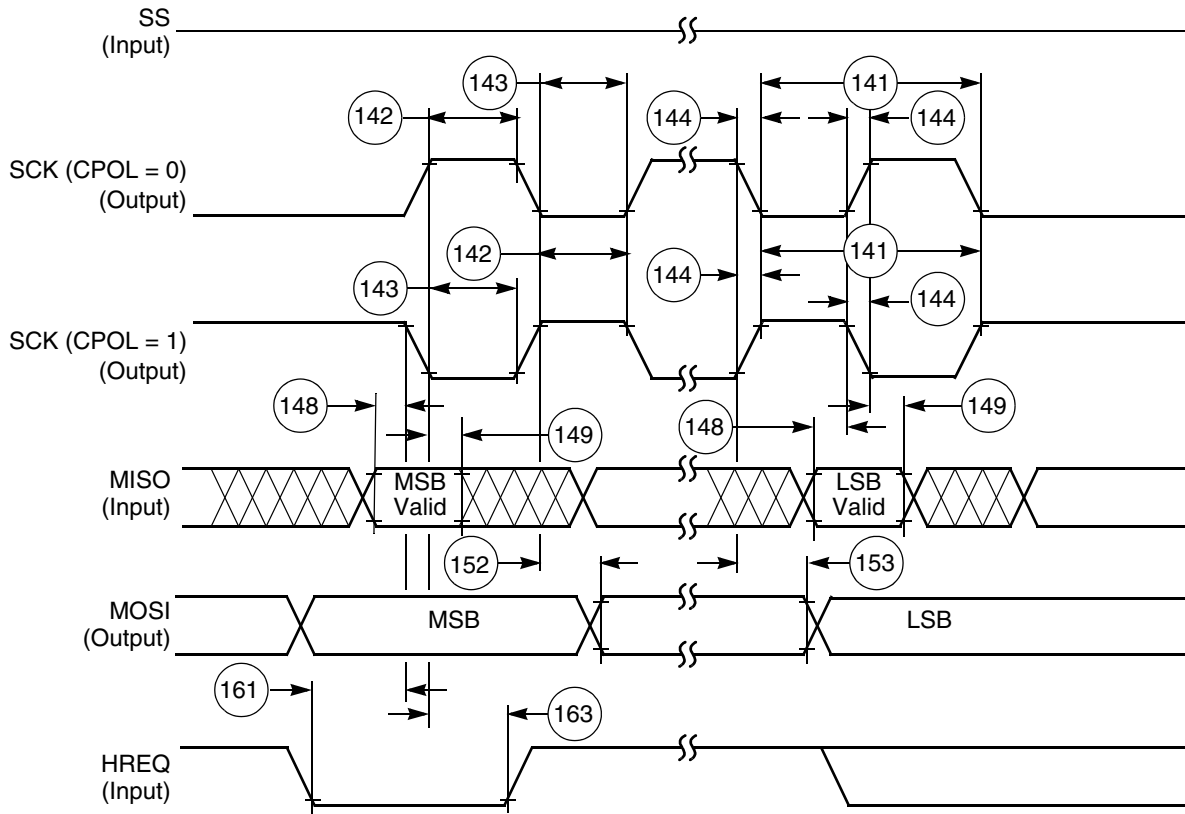 SS
(Input)
143
141
142
144
144
SCK (CPOL = 0)
(Output)
142
141
143
144
144
SCK (CPOL = 1)
(Output)
148
149
148
149
MISO
(Input)
MSB
Valid
LSB
Valid
152
153
MOSI
(Output)
MSB
LSB
161
163
HREQ
(Input)